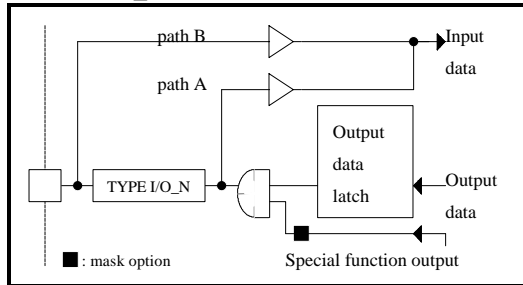 path B
Input
data
path A
Output
data
latch
TYPE I/O_N
Output
data
: mask option
Special function output